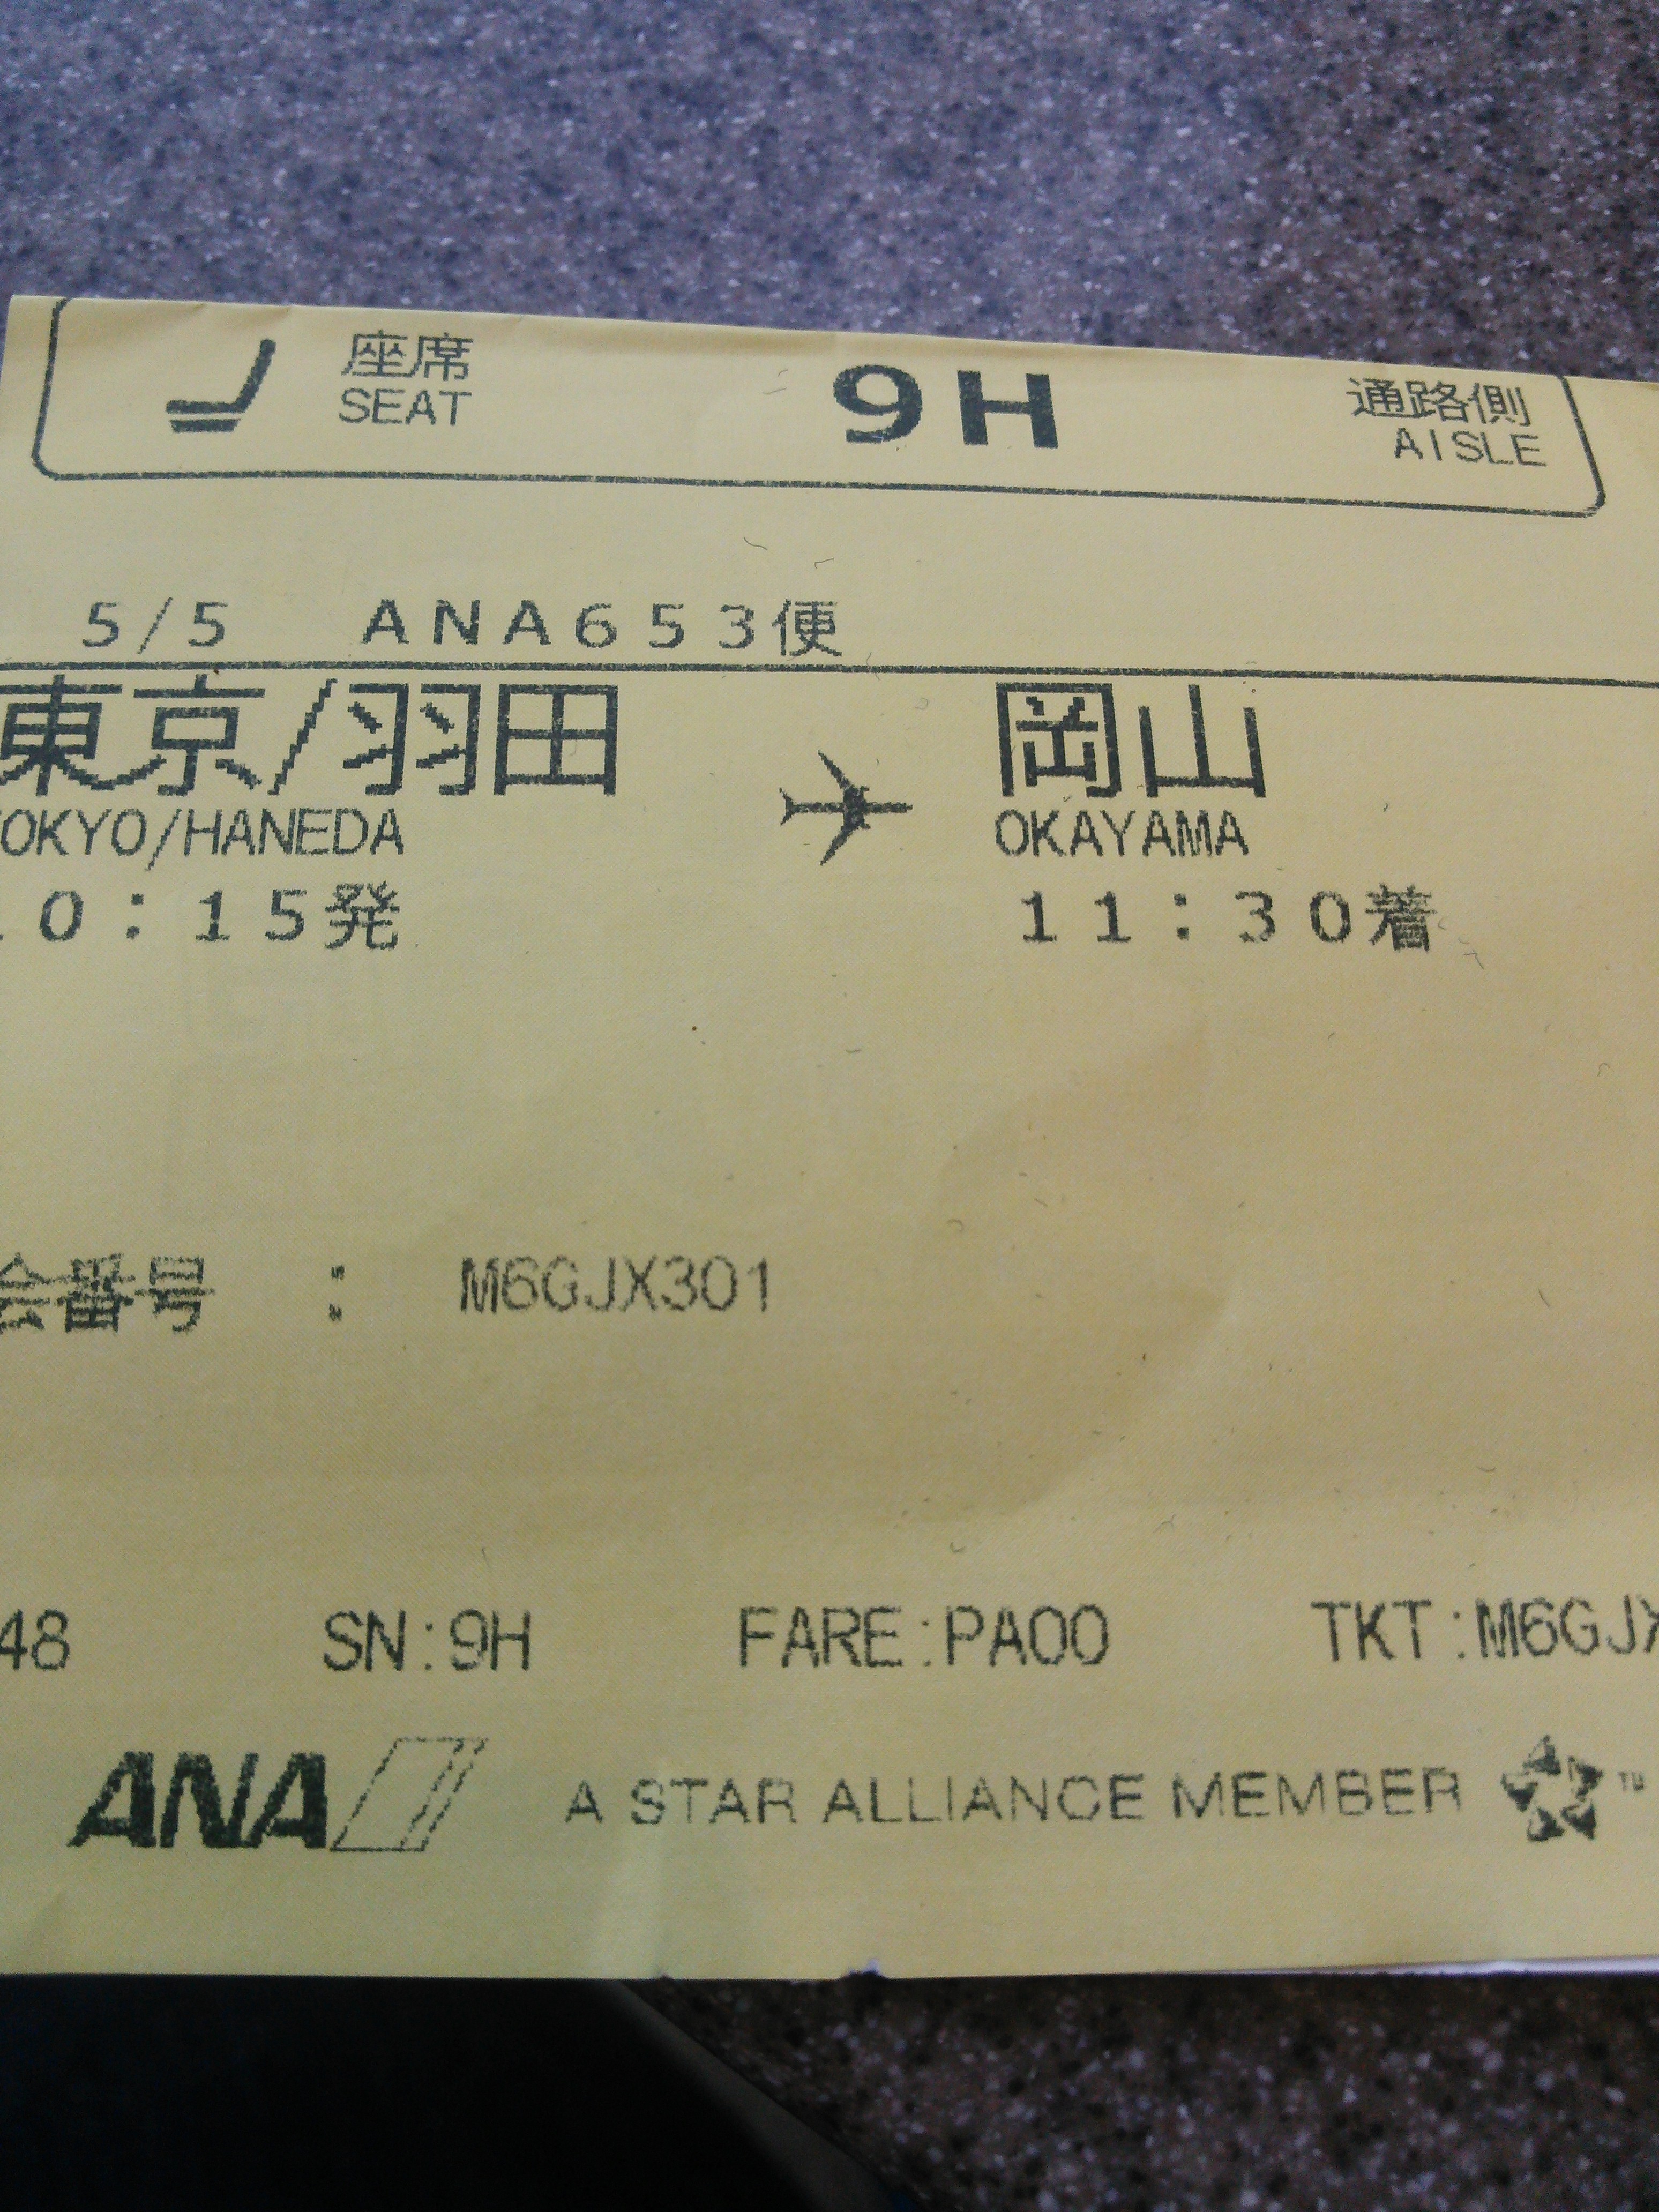 座席 9H 通路側
SEAT AISLE
5/5 ANA653便
東京/羽田 岡山
OKYO/HANEDA OKAYAMA
0:15発 11:30着
会番号 : M6GJX301
48 SN:9H FARE:PA00 TKT:M6GJX
ANA A STAR ALLIANCE MEMBER TM